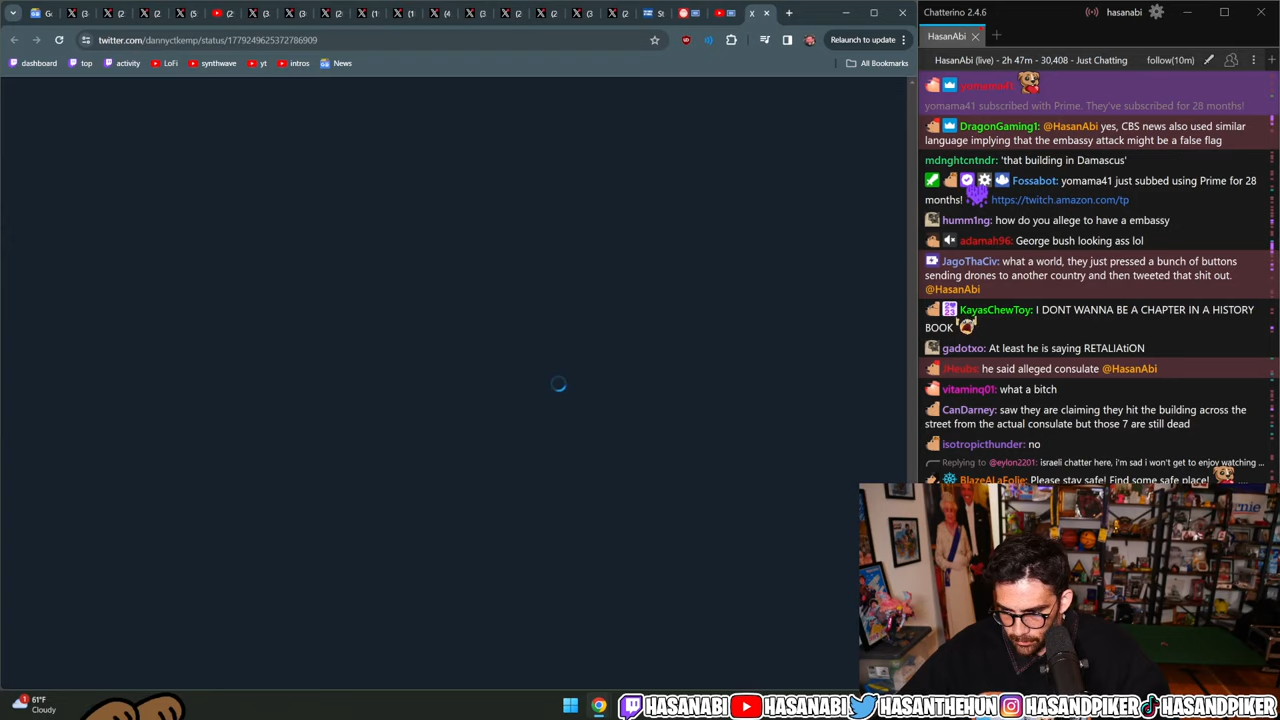 Chatterino 2.4.6
hasanabi
twitter.com/dannyctkemp/status/1779249625372786909
Relaunch to update
HasanAbi
dashboard
top
activity
LoFi
synthwave
yt
intros
News
All Bookmarks
HasanAbi (live) - 2h 47m - 30,408 - Just Chatting
follow(10m)
yomama41
yomama41 subscribed with Prime. They've subscribed for 28 months!
DragonGaming1: @HasanAbi yes, CBS news also used similar
language implying that the embassy attack might be a false flag
mdnghtcntndr: 'that building in Damascus'
Fossabot: yomama41 just subbed using Prime for 28
months! https://twitch.amazon.com/tp
humm1ng: how do you allege to have a embassy
adamah96: George bush looking ass lol
JagoThaCiv: what a world, they just pressed a bunch of buttons
sending drones to another country and then tweeted that shit out.
@HasanAbi
KayasChewToy: I DONT WANNA BE A CHAPTER IN A HISTORY
BOOK
gadotxo: At least he is saying RETALIAtiON
he said alleged consulate @HasanAbi
vitaminq01: what a bitch
CanDarney: saw they are claiming they hit the building across the
street from the actual consulate but those 7 are still dead
isotropicthunder: no
Replying to @eylon2201: israeli chatter here, i'm sad i won't get to enjoy watching ...
BlazeALaFolie: Please stay safe! Find some safe place!
61°F
Cloudy
HASANABI
HASANABI
HASANTHEHUN
HASANDPIKER
HASANDPIKER